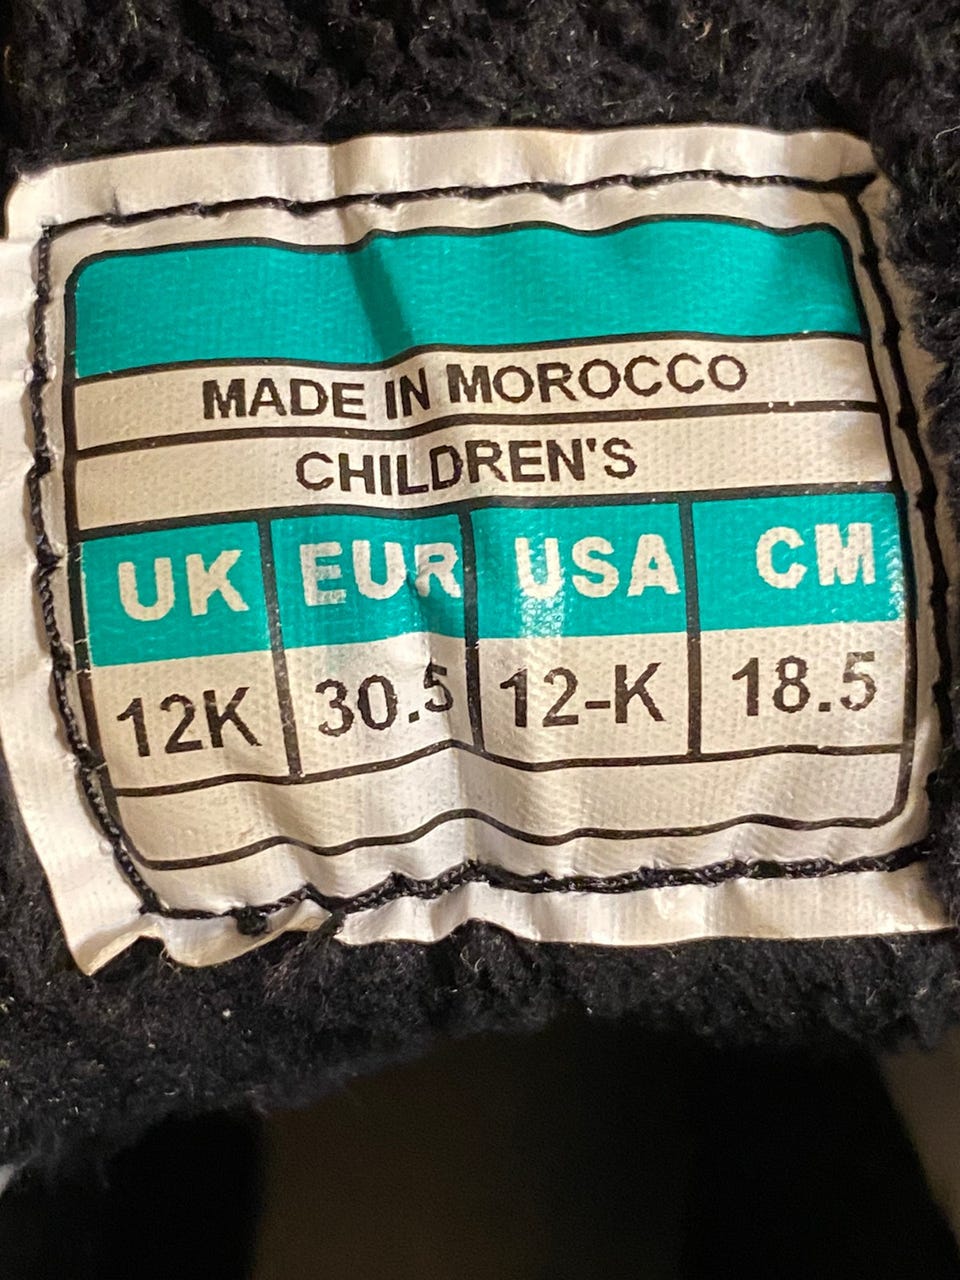 MADE IN MOROCCO
CHILDREN'S
UK EUR USA CM
12K 30.5 12-K 18.5